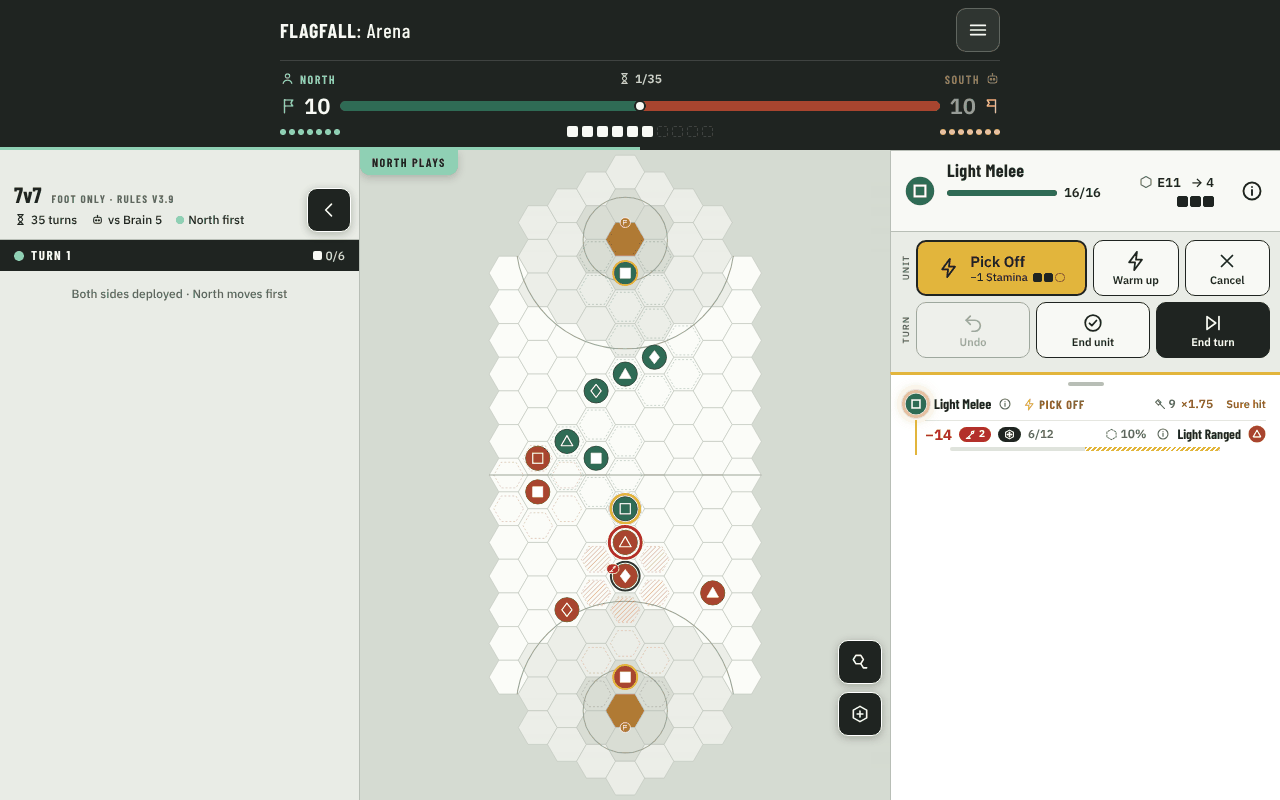 FLAGFALL: Arena
NORTH
1/35
SOUTH
10
10
NORTH PLAYS
7v7 FOOT ONLY · RULES V3.9
35 turns vs Brain 5 North first
TURN 1 0/6
Both sides deployed · North moves first
F
F
Light Melee
16/16
E11 → 4
UNIT
Pick Off
−1 Stamina
Warm up
Cancel
TURN
Undo
End unit
End turn
Light Melee PICK OFF 9 ×1.75 Sure hit
−14 2 6/12 10% Light Ranged